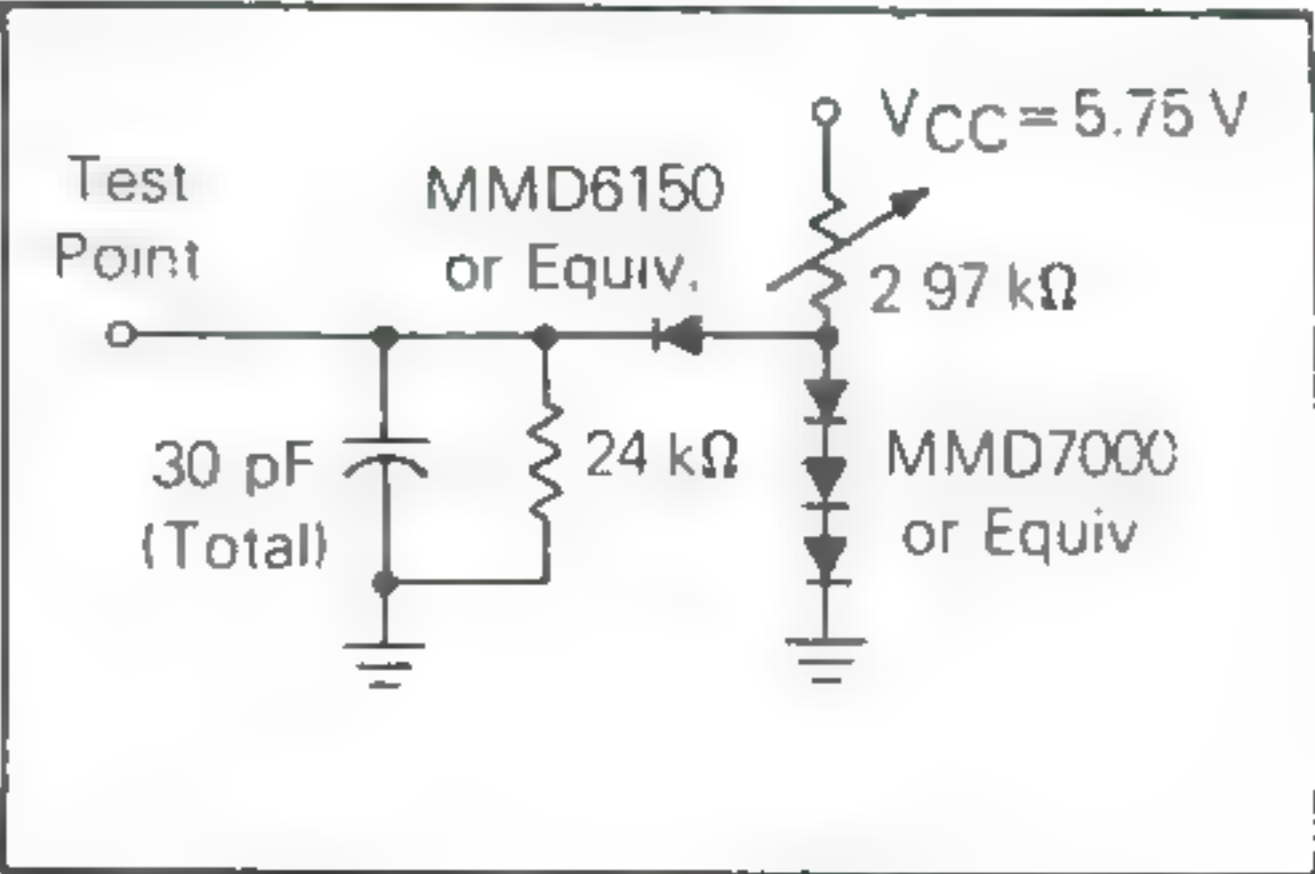 Test
Point
MMD6150
or Equiv.
VCC = 5.75 V
2 97 kΩ
30 pF
(Total)
24 kΩ
MMD7000
or Equiv